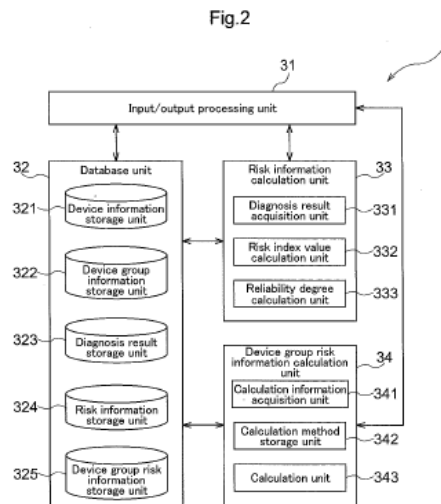 Fig.2
31
Input/output processing unit
32
Database unit
321
Device information
storage unit
322
Device group
information
storage unit
323
Diagnosis result
storage unit
324
Risk information
storage unit
325
Device group risk
information
storage unit
Risk information
calculation unit
33
Diagnosis result
acquisition unit
331
Risk index value
calculation unit
332
Reliability degree
calculation unit
333
Device group risk
information calculation
unit
34
Calculation information
acquisition unit
341
Calculation method
storage unit
342
Calculation unit
343